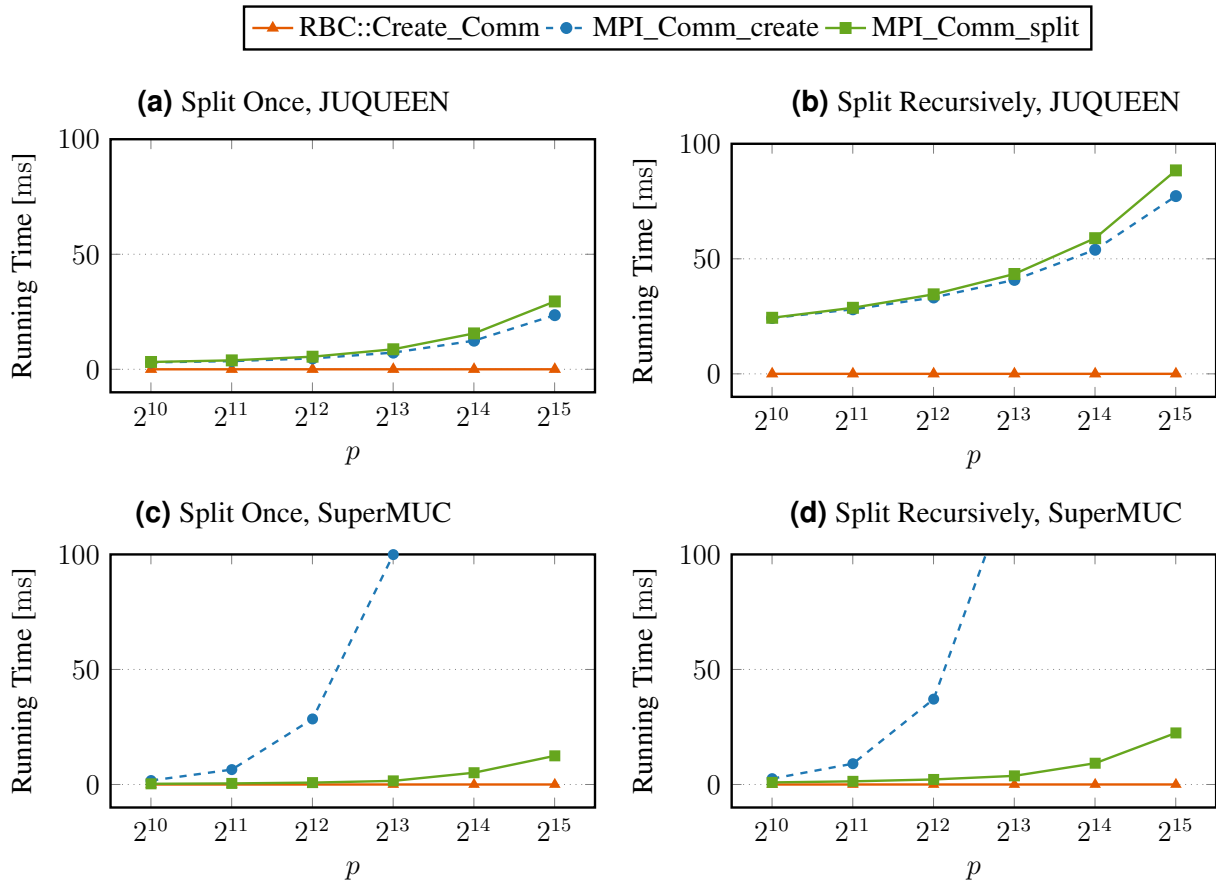 RBC::Create_Comm MPI_Comm_create MPI_Comm_split
(a) Split Once, JUQUEEN
100
50
0
Running Time [ms]
2^10 2^11 2^12 2^13 2^14 2^15
p
(b) Split Recursively, JUQUEEN
100
50
0
Running Time [ms]
2^10 2^11 2^12 2^13 2^14 2^15
p
(c) Split Once, SuperMUC
100
50
0
Running Time [ms]
2^10 2^11 2^12 2^13 2^14 2^15
p
(d) Split Recursively, SuperMUC
100
50
0
Running Time [ms]
2^10 2^11 2^12 2^13 2^14 2^15
p